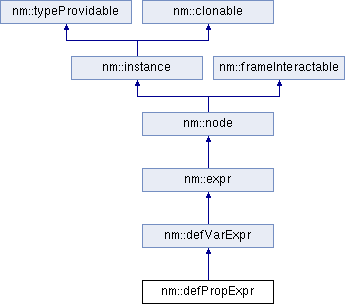 nm::typeProvidable
nm::clonable
nm::instance
nm::frameInteractable
nm::node
nm::expr
nm::defVarExpr
nm::defPropExpr